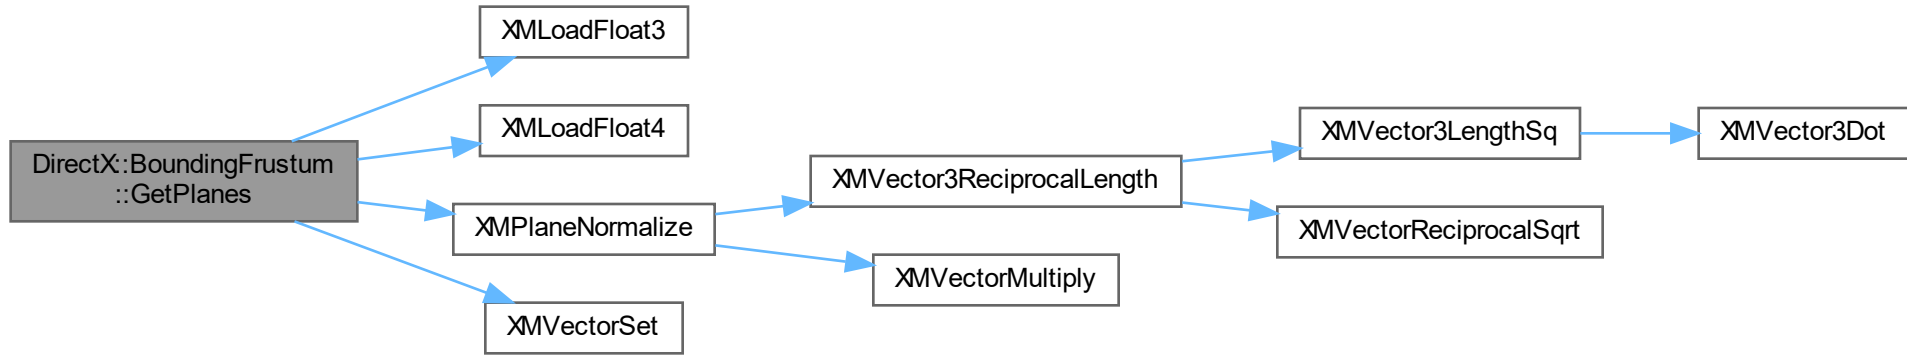 DirectX::BoundingFrustum
::GetPlanes
XMLoadFloat3
XMLoadFloat4
XMPlaneNormalize
XMVectorSet
XMVector3ReciprocalLength
XMVectorMultiply
XMVector3LengthSq
XMVectorReciprocalSqrt
XMVector3Dot